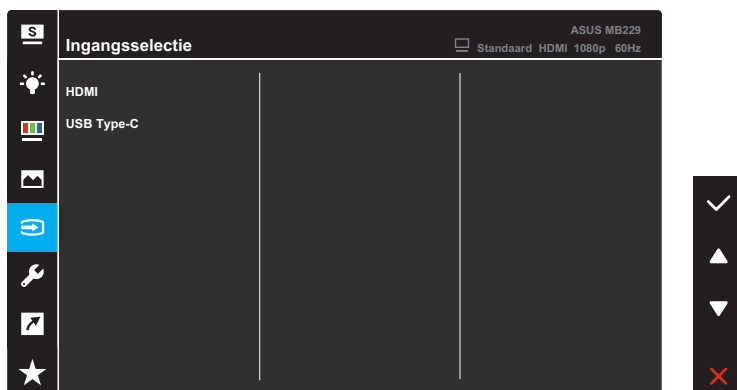 S
ASUS MB229
Ingangsselectie
Standaard HDMI 1080p 60Hz
HDMI
USB Type-C